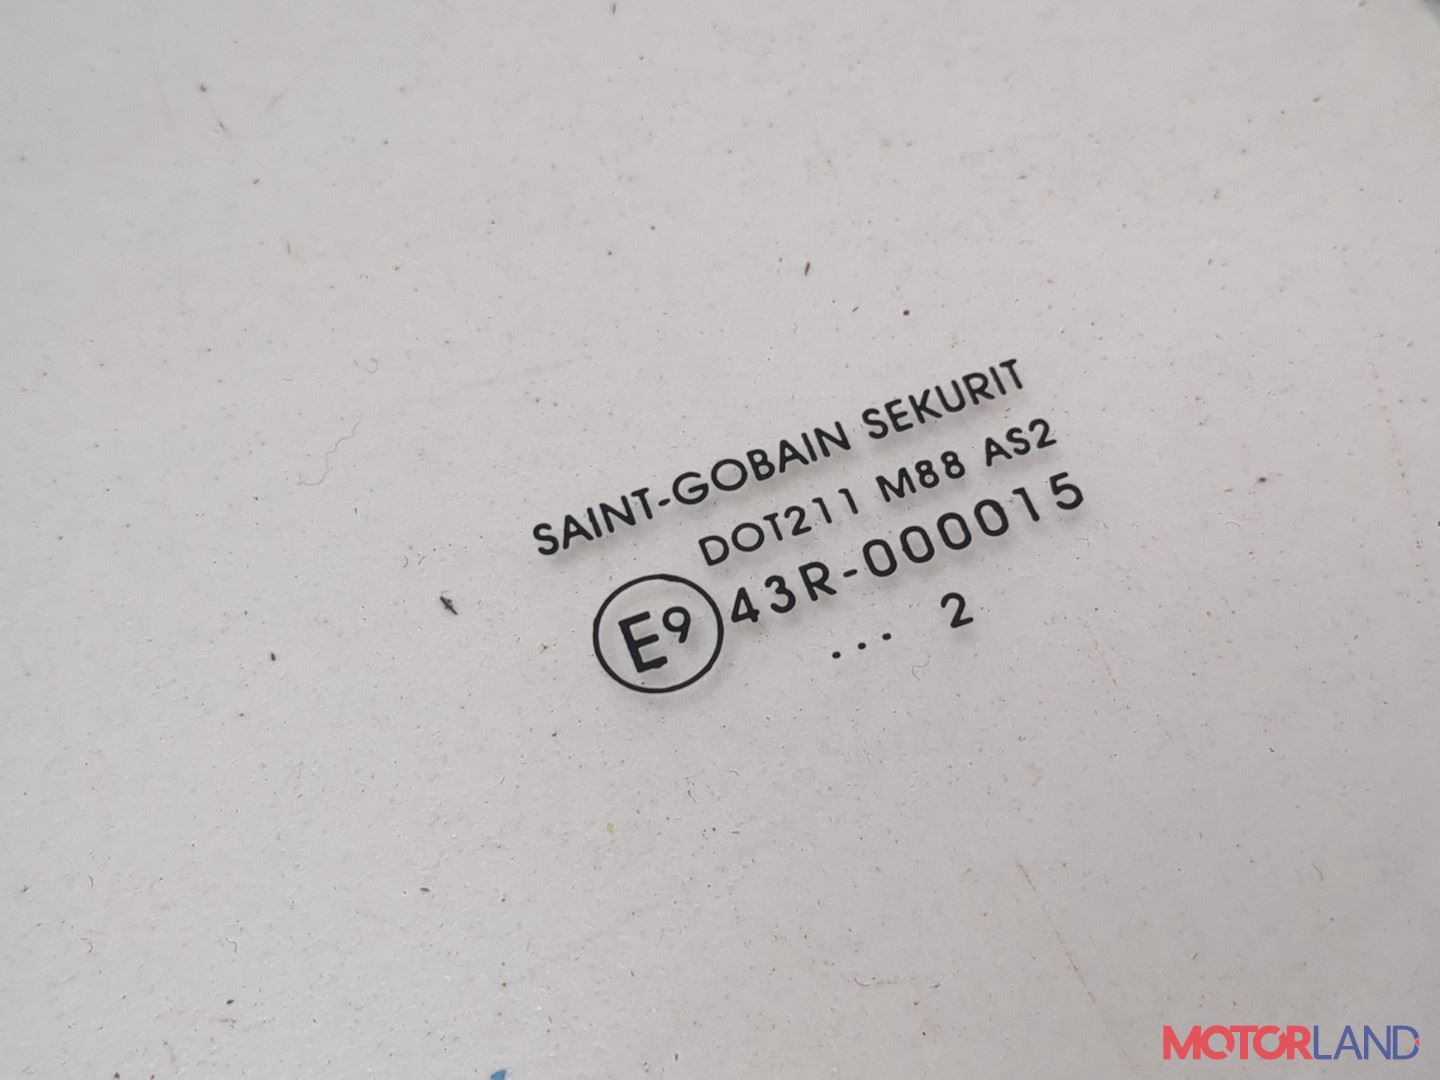 SAINT-GOBAIN SEKURIT
DOT211 M88 AS2
E9 43R-000015
... 2
MOTORLAND